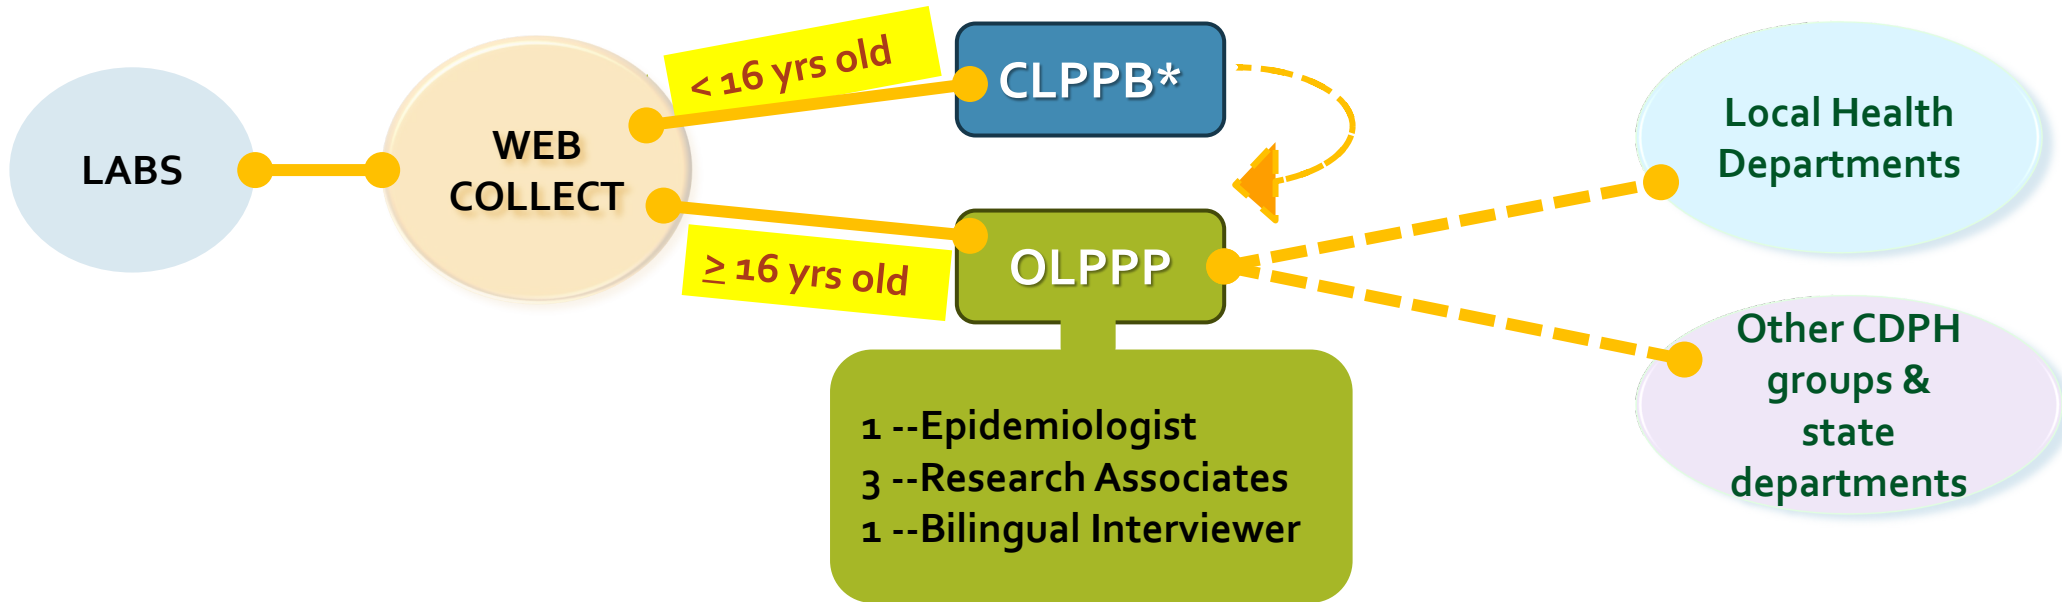 LABS
WEB
COLLECT
< 16 yrs old
≥ 16 yrs old
CLPPB*
OLPPP
1 --Epidemiologist
3 --Research Associates
1 --Bilingual Interviewer
Local Health
Departments
Other CDPH
groups &
state
departments